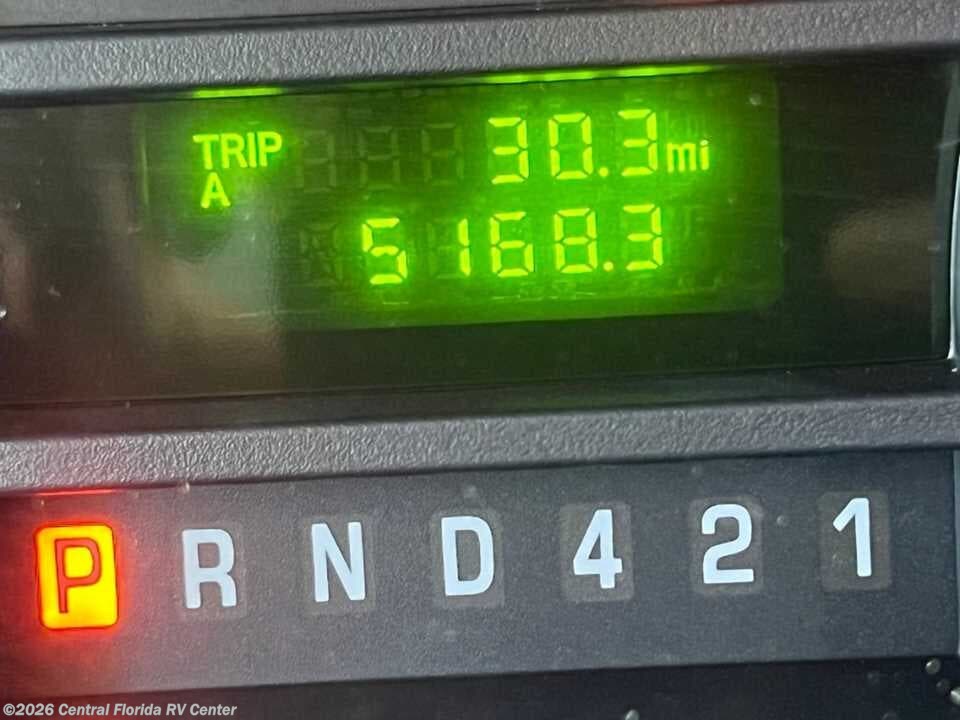 TRIP 30.3 mi
A
5168.3
P R N D 4 2 1
©2026 Central Florida RV Center